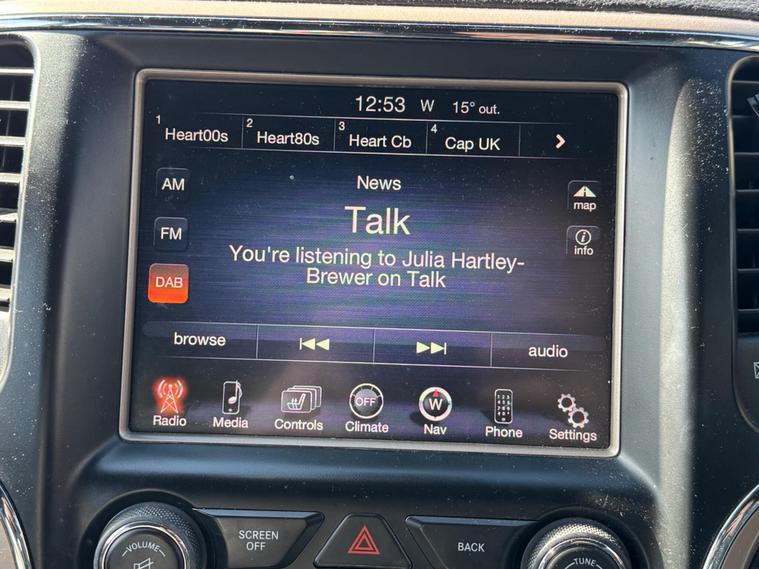 12:53 W 15° out.
1 Heart00s 2 Heart80s 3 Heart Cb 4 Cap UK
News
AM
map
Talk
FM
You're listening to Julia Hartley-
Brewer on Talk
info
DAB
browse audio
OFF W
Radio Media Controls Climate Nav Phone Settings
VOLUME SCREEN OFF BACK TUNE